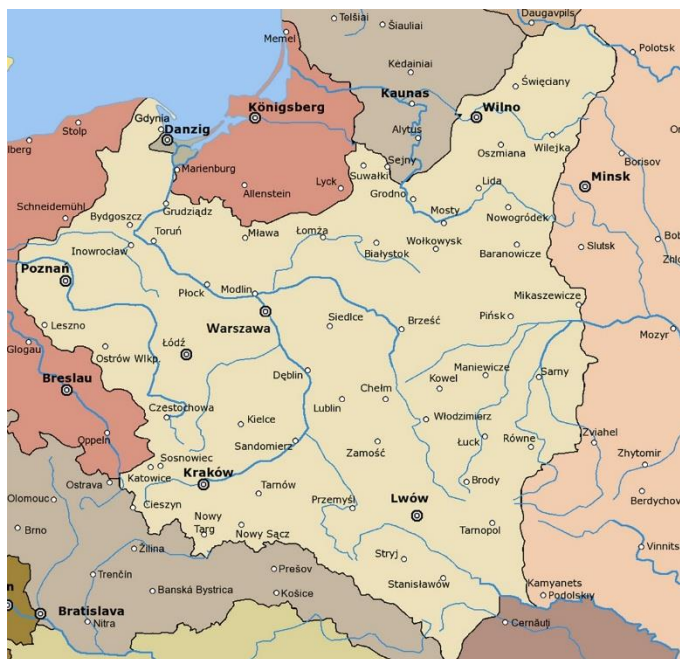 Telšiai
Šiauliai
Daugavpils
Memel
Polotsk
Kėdainiai
Kaunas
Święciany
Gdynia
Danzig
Königsberg
Wilno
Stolp
lberg
Alytus
Wilejka
Oszmiana
Borisov
Sejny
Suwałki
Minsk
Marienburg
Allenstein
Lyck
Lida
Grodno
Schneidemühl
Grudziądz
Mosty
Nowogródek
Bydgoszcz
Toruń
Mława
Łomża
Wołkowysk
Bob
Inowrocław
Białystok
Baranowicze
Slutsk
Zhlo
Poznań
Płock
Modlin
Mikaszewicze
Leszno
Warszawa
Siedlce
Brześć
Pińsk
Mozyr
Glogau
Łódź
Ostrów Wlkp.
Breslau
Dęblin
Maniewicze
Sarny
Chełm
Kowel
Lublin
Częstochowa
Włodzimierz
Kielce
Oppeln
Sandomierz
Łuck
Równe
Zviahel
Zamość
Sosnowiec
Zhytomir
Katowice
Ostrava
Kraków
Brody
Olomouc
Tarnów
Przemyśl
Lwów
Berdychov
Cieszyn
Brno
Nowy
Targ
Nowy Sącz
Tarnopol
Žilina
Vinnits
Stryj
Prešov
Trenčín
Stanisławów
Kamyanets
Podolskiy
Banská Bystrica
Košice
n
Bratislava
Nitra
Cernăuți